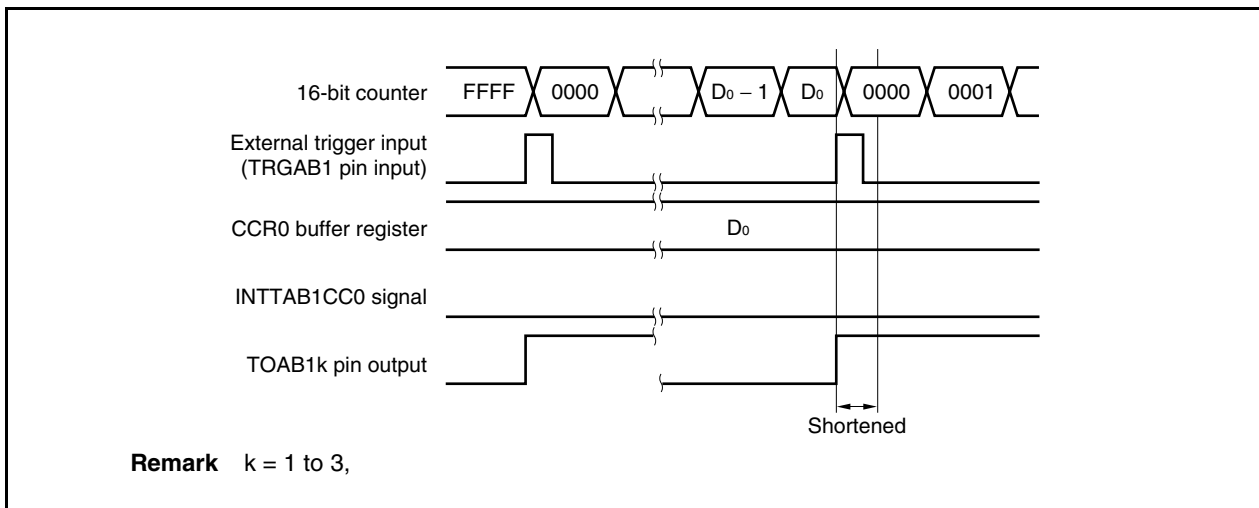 16-bit counter FFFF 0000 D₀ − 1 D₀ 0000 0001
External trigger input
(TRGAB1 pin input)
CCR0 buffer register D₀
INTTAB1CC0 signal
TOAB1k pin output
Shortened
Remark k = 1 to 3,